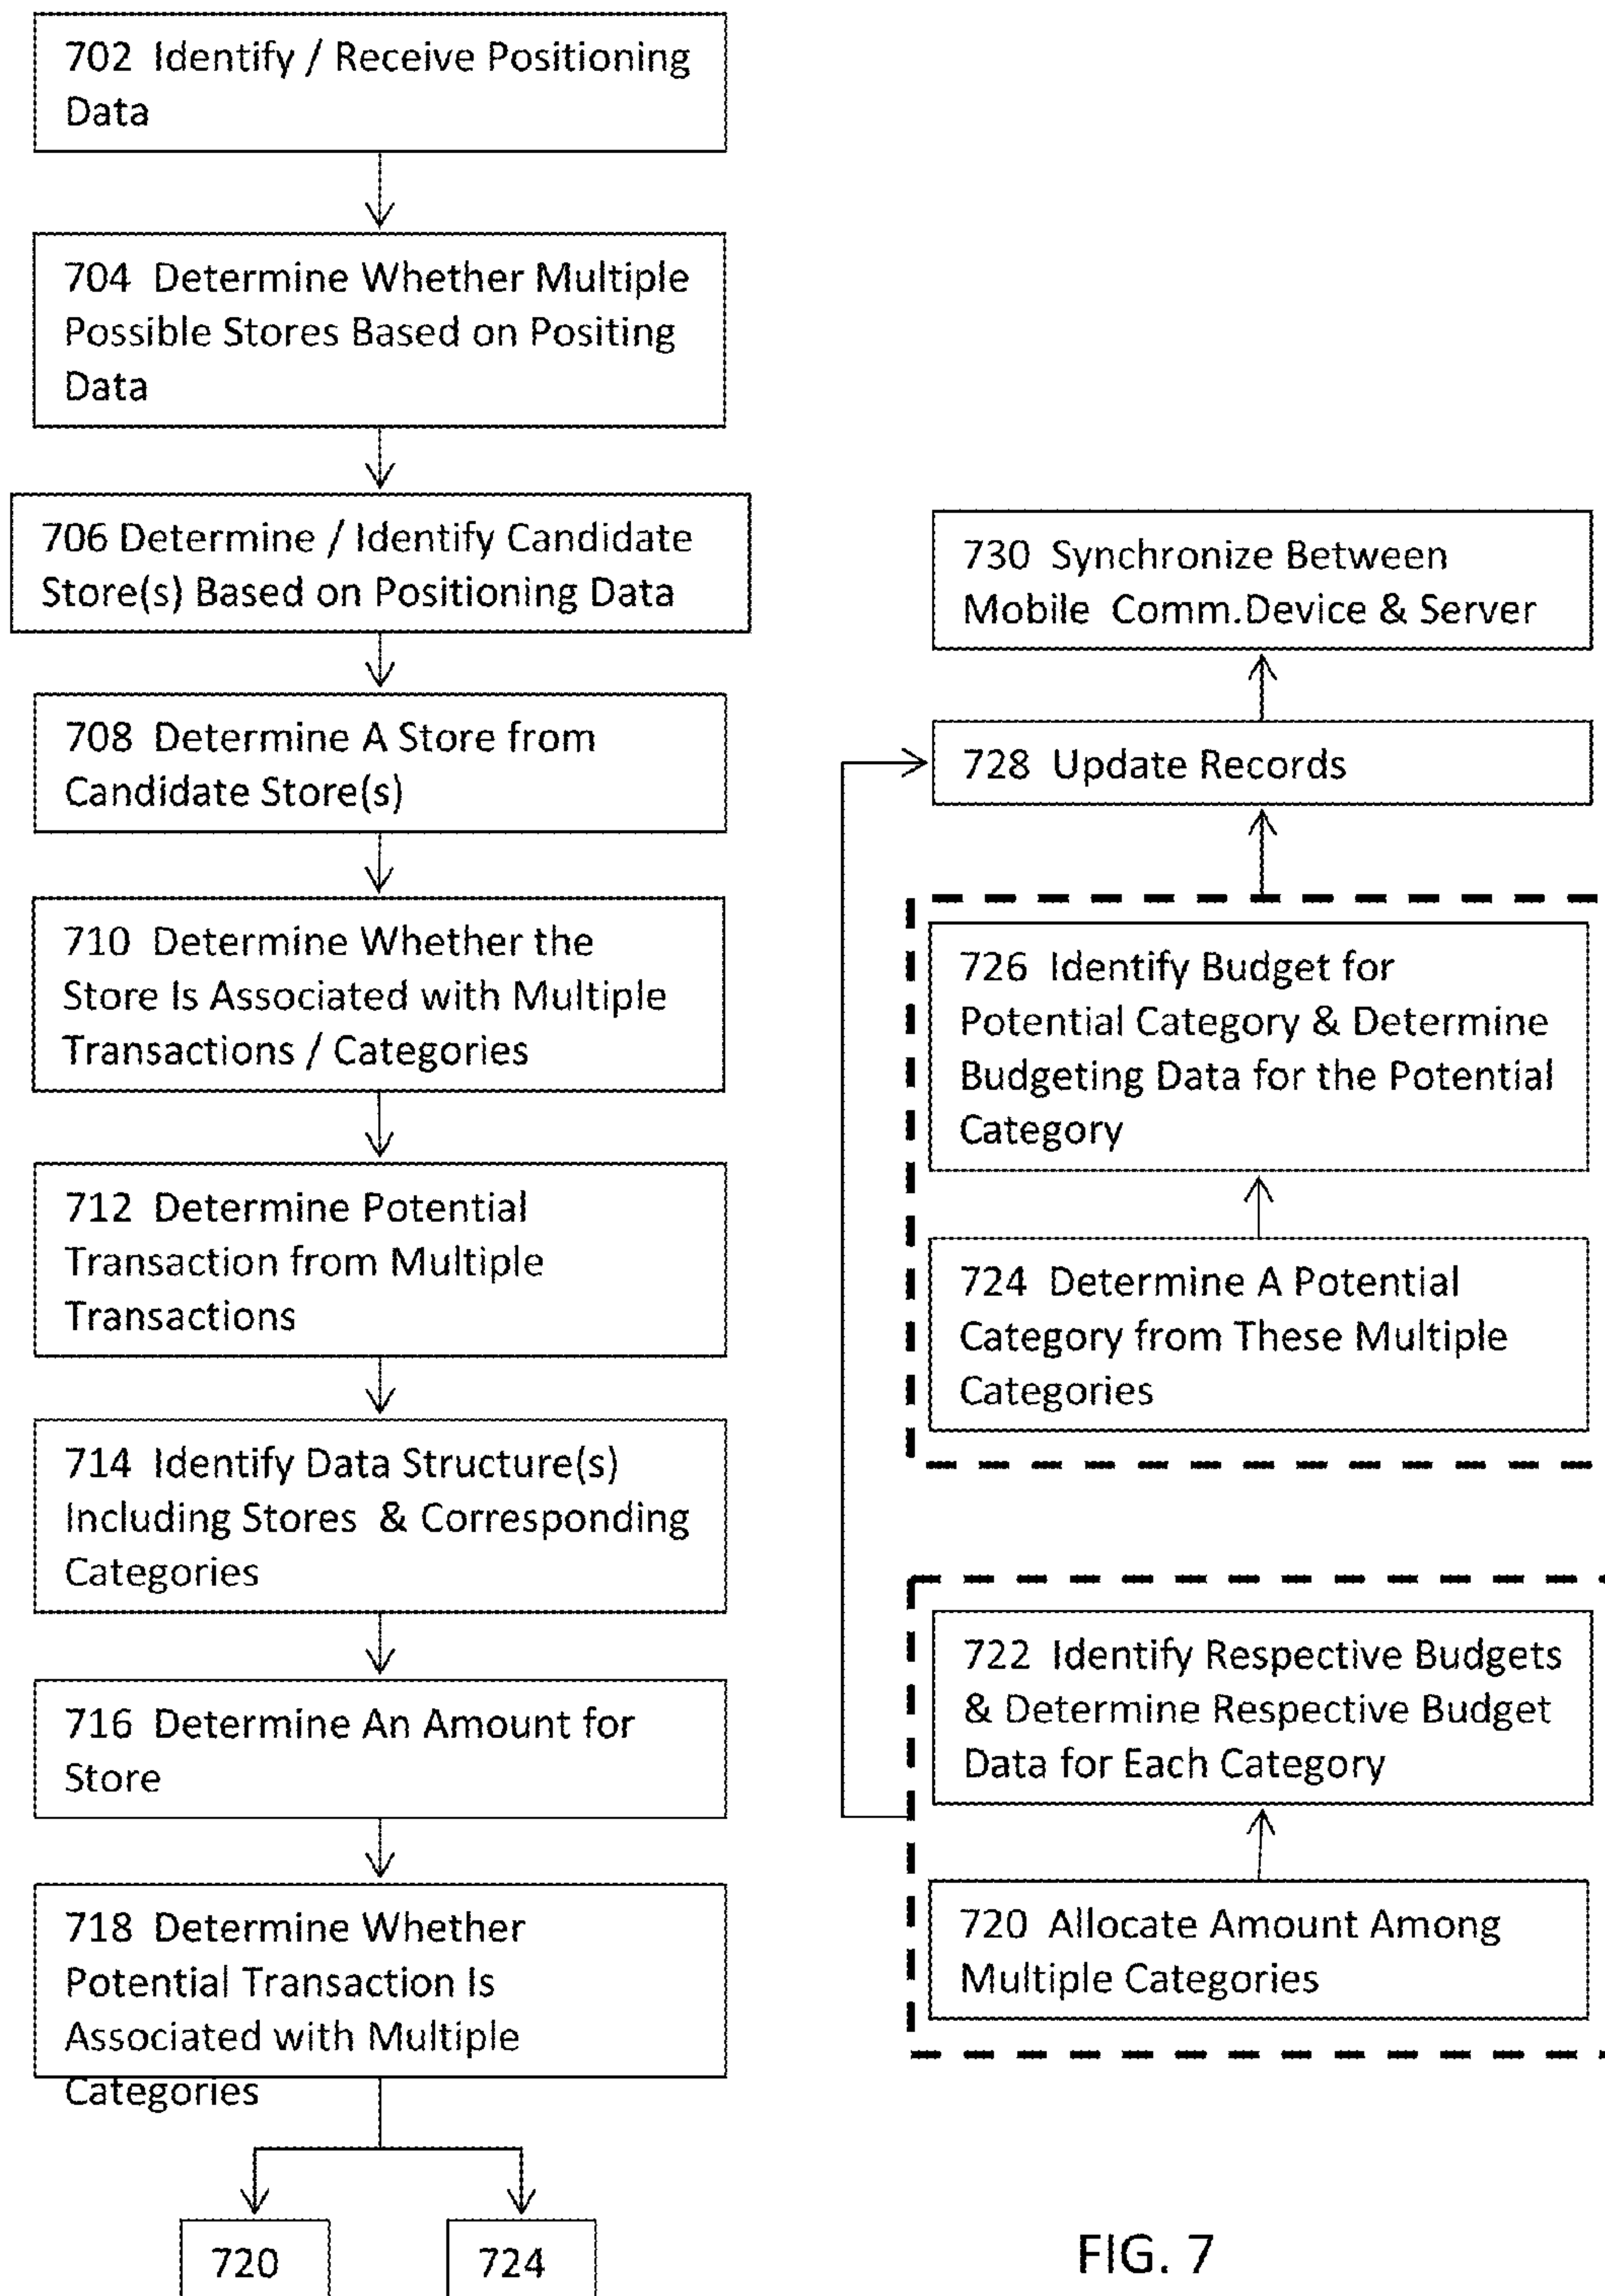 702 Identify / Receive Positioning
Data
704 Determine Whether Multiple
Possible Stores Based on Positing
Data
706 Determine / Identify Candidate
Store(s) Based on Positioning Data
708 Determine A Store from
Candidate Store(s)
710 Determine Whether the
Store Is Associated with Multiple
Transactions / Categories
712 Determine Potential
Transaction from Multiple
Transactions
714 Identify Data Structure(s)
Including Stores & Corresponding
Categories
716 Determine An Amount for
Store
718 Determine Whether
Potential Transaction Is
Associated with Multiple
Categories
720
724
730 Synchronize Between
Mobile Comm.Device & Server
728 Update Records
726 Identify Budget for
Potential Category & Determine
Budgeting Data for the Potential
Category
724 Determine A Potential
Category from These Multiple
Categories
722 Identify Respective Budgets
& Determine Respective Budget
Data for Each Category
720 Allocate Amount Among
Multiple Categories
FIG. 7